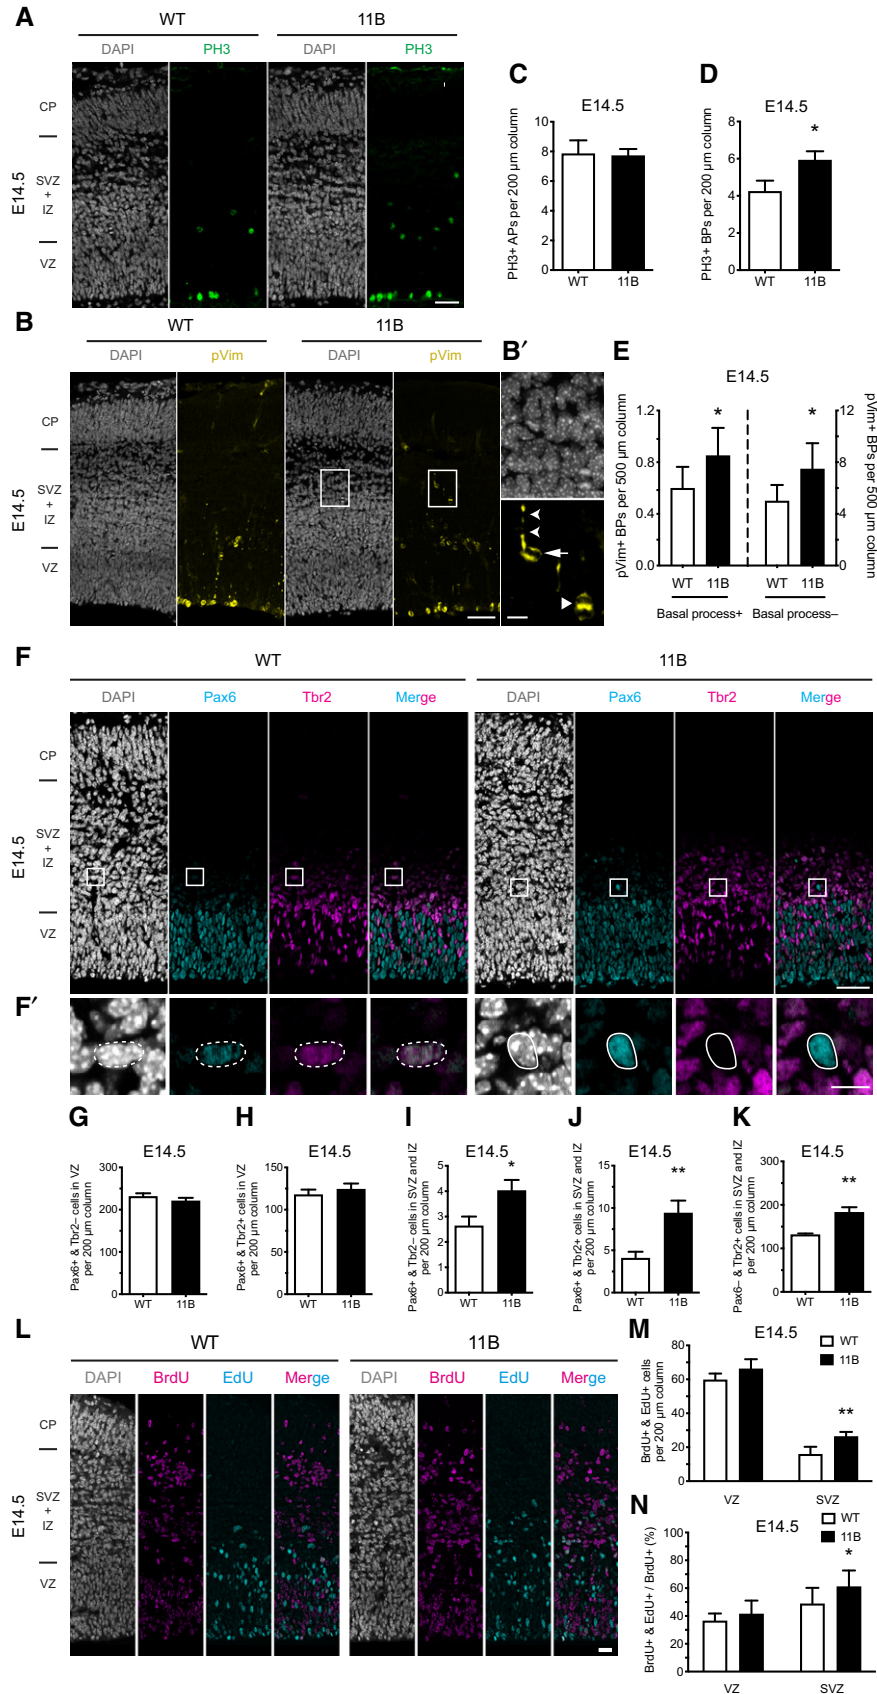 A
WT
11B
DAPI
PH3
DAPI
PH3
E14.5
CP
SVZ
+
IZ
VZ
C
E14.5
PH3+ APs per 200 µm column
10
8
6
4
2
0
WT
11B
D
E14.5
PH3+ BPs per 200 µm column
8
6
4
2
0
*
WT
11B
B
WT
11B
DAPI
pVim
DAPI
pVim
E14.5
CP
SVZ
+
IZ
VZ
B′
E
E14.5
pVim+ BPs per 500 µm column
1.2
0.8
0.4
0.0
*
*
12
8
4
0
pVim+ BPs per 500 µm column
WT
11B
WT
11B
Basal process+
Basal process–
F
WT
11B
DAPI
Pax6
Tbr2
Merge
DAPI
Pax6
Tbr2
Merge
E14.5
CP
SVZ
+
IZ
VZ
F′
G
E14.5
Pax6+ & Tbr2– cells in VZ
per 200 µm column
300
200
100
0
WT
11B
H
E14.5
Pax6+ & Tbr2+ cells in VZ
per 200 µm column
150
100
50
0
WT
11B
I
E14.5
Pax6+ & Tbr2– cells in SVZ and IZ
per 200 µm column
5
4
3
2
1
0
*
WT
11B
J
E14.5
Pax6+ & Tbr2+ cells in SVZ and IZ
per 200 µm column
15
10
5
0
**
WT
11B
K
E14.5
Pax6– & Tbr2+ cells in SVZ and IZ
per 200 µm column
300
200
100
0
**
WT
11B
L
WT
11B
DAPI
BrdU
EdU
Merge
DAPI
BrdU
EdU
Merge
E14.5
CP
SVZ
+
IZ
VZ
M
E14.5
WT
11B
BrdU+ & EdU+ cells
per 200 µm column
80
60
40
20
0
**
VZ
SVZ
N
E14.5
WT
11B
BrdU+ & EdU+ / BrdU+ (%)
100
80
60
40
20
0
*
VZ
SVZ